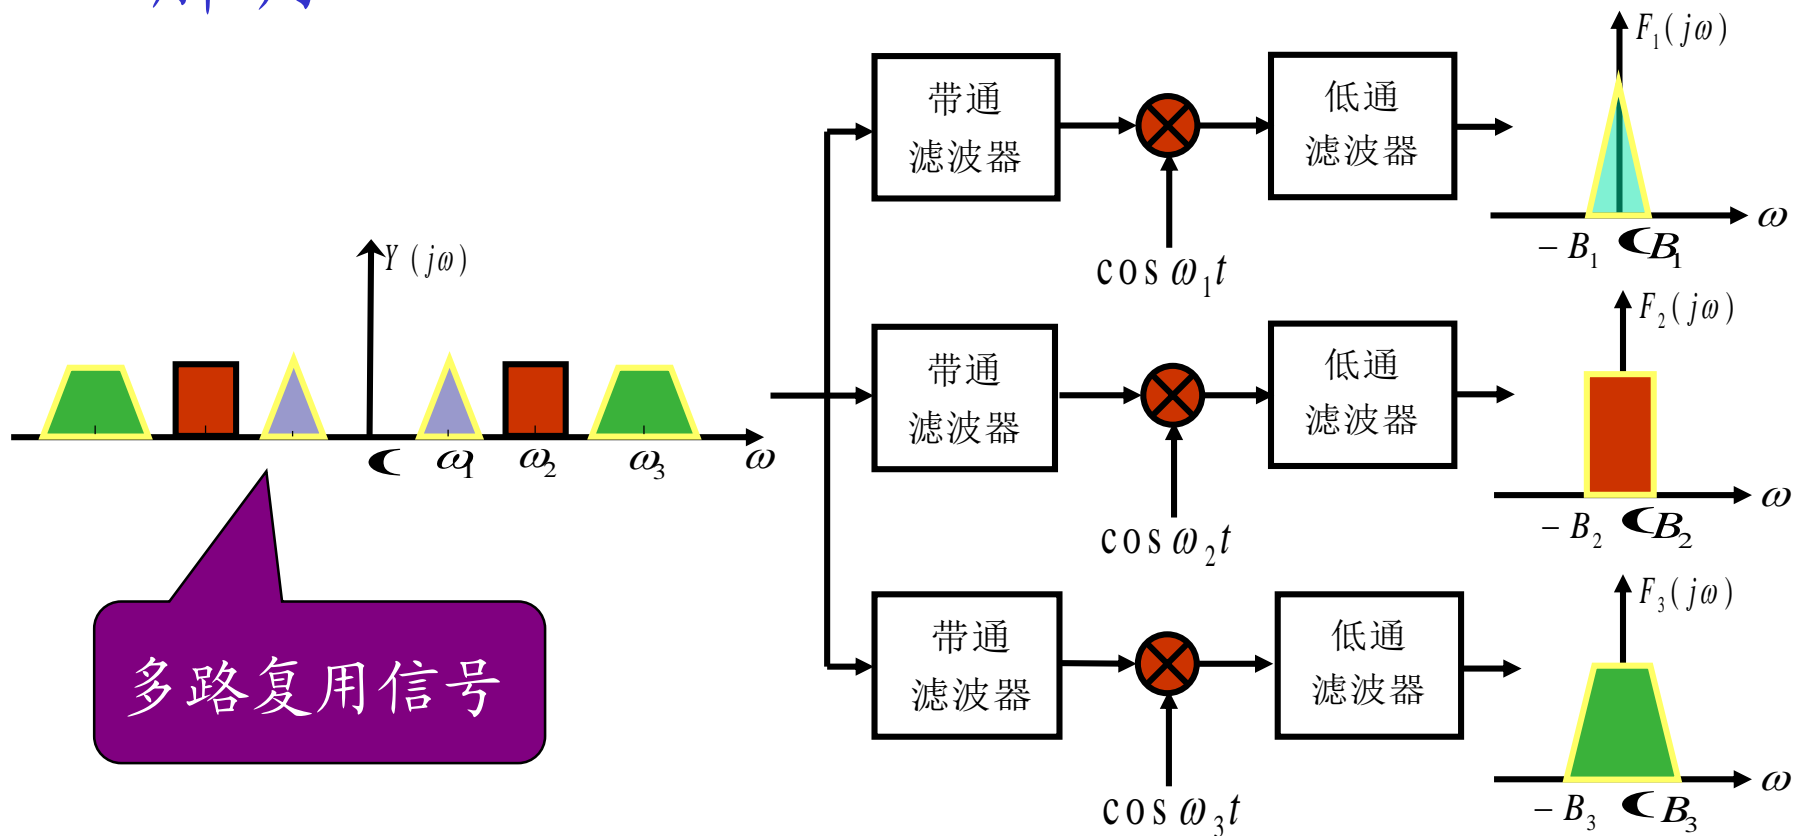 带通
滤波器
低通
滤波器
cos ω₁t
F₁(jω)
ω
−B₁
B₁
Y(jω)
ω₁
ω₂
ω₃
ω
多路复用信号
带通
滤波器
低通
滤波器
cos ω₂t
F₂(jω)
ω
−B₂
B₂
带通
滤波器
低通
滤波器
cos ω₃t
F₃(jω)
ω
−B₃
B₃